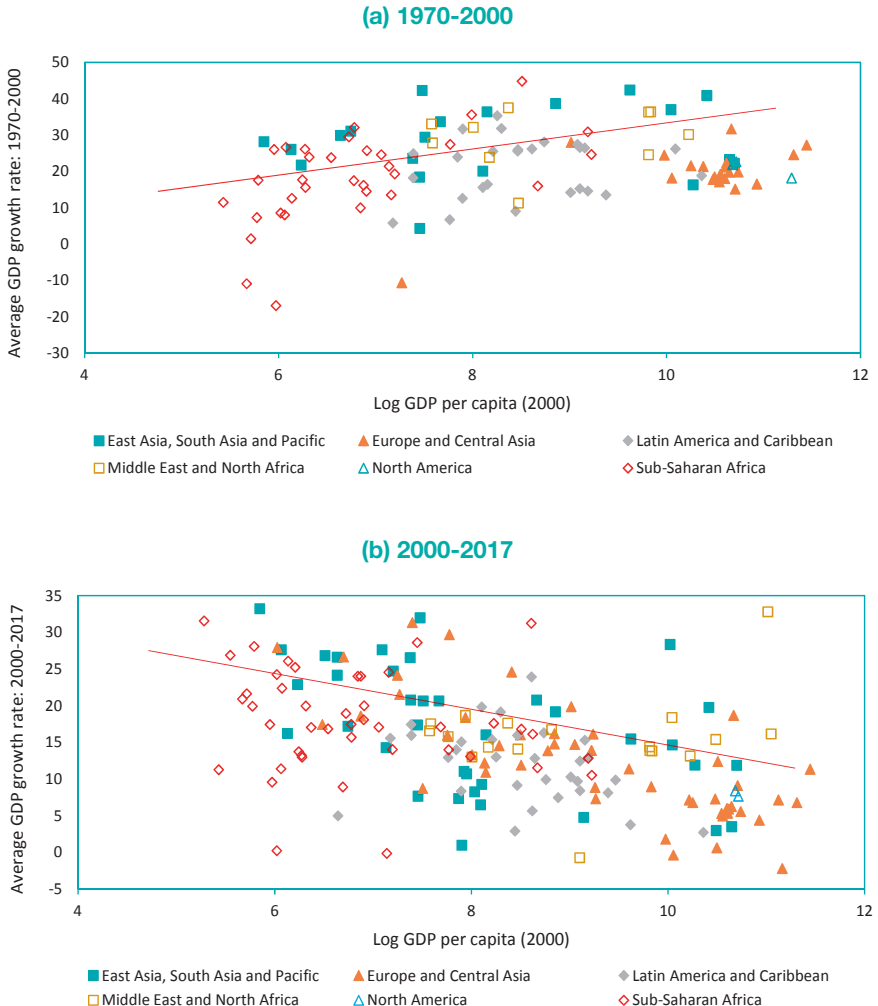 (a) 1970-2000
Average GDP growth rate: 1970-2000
50
40
30
20
10
0
-10
-20
-30
4 6 8 10 12
Log GDP per capita (2000)
East Asia, South Asia and Pacific Europe and Central Asia Latin America and Caribbean
Middle East and North Africa North America Sub-Saharan Africa
(b) 2000-2017
Average GDP growth rate: 2000-2017
35
30
25
20
15
10
5
0
-5
4 6 8 10 12
Log GDP per capita (2000)
East Asia, South Asia and Pacific Europe and Central Asia Latin America and Caribbean
Middle East and North Africa North America Sub-Saharan Africa